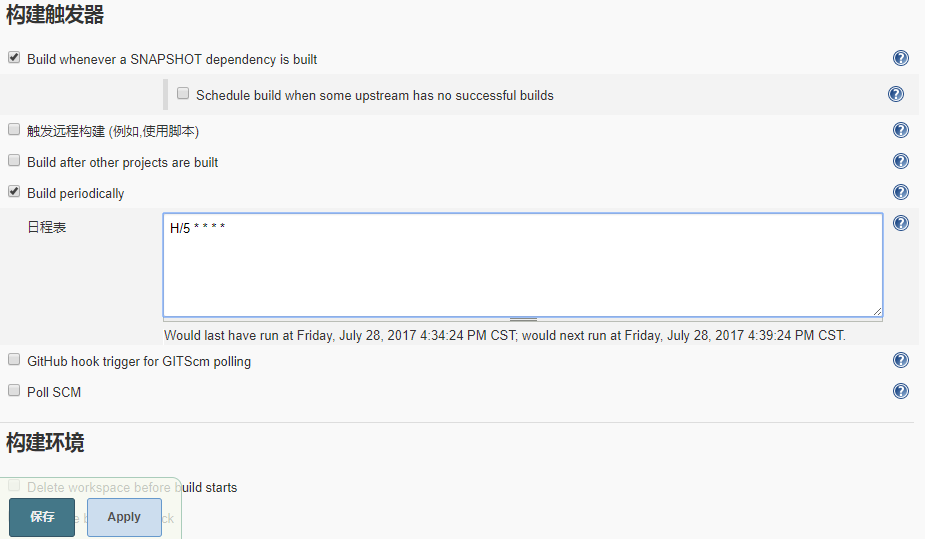 构建触发器
Build whenever a SNAPSHOT dependency is built
Schedule build when some upstream has no successful builds
触发远程构建 (例如,使用脚本)
Build after other projects are built
Build periodically
日程表
H/5 * * * *
Would last have run at Friday, July 28, 2017 4:34:24 PM CST; would next run at Friday, July 28, 2017 4:39:24 PM CST.
GitHub hook trigger for GITScm polling
Poll SCM
构建环境
Delete workspace before build starts
保存
Apply